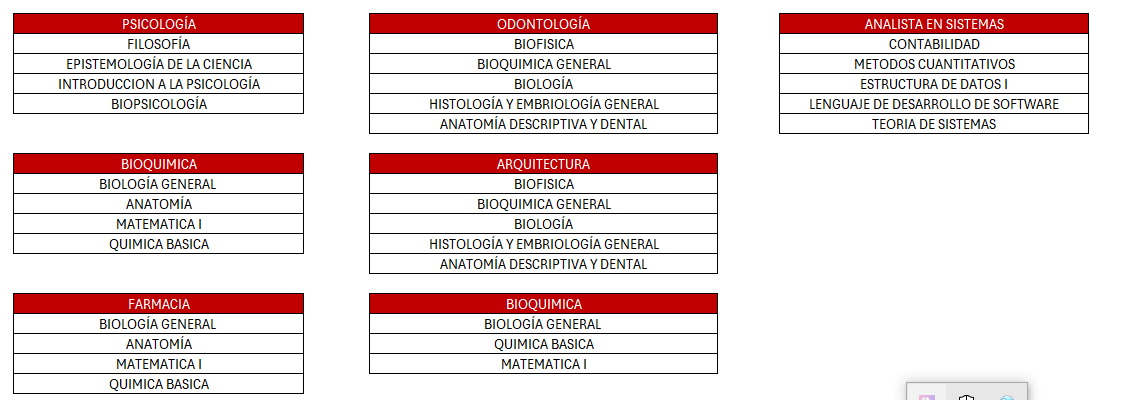 PSICOLOGÍA
FILOSOFÍA
EPISTEMOLOGÍA DE LA CIENCIA
INTRODUCCION A LA PSICOLOGÍA
BIOPSICOLOGÍA
BIOQUIMICA
BIOLOGÍA GENERAL
ANATOMÍA
MATEMATICA I
QUIMICA BASICA
FARMACIA
BIOLOGÍA GENERAL
ANATOMÍA
MATEMATICA I
QUIMICA BASICA
ODONTOLOGÍA
BIOFISICA
BIOQUIMICA GENERAL
BIOLOGÍA
HISTOLOGÍA Y EMBRIOLOGÍA GENERAL
ANATOMÍA DESCRIPTIVA Y DENTAL
ARQUITECTURA
BIOFISICA
BIOQUIMICA GENERAL
BIOLOGÍA
HISTOLOGÍA Y EMBRIOLOGÍA GENERAL
ANATOMÍA DESCRIPTIVA Y DENTAL
BIOQUIMICA
BIOLOGÍA GENERAL
QUIMICA BASICA
MATEMATICA I
ANALISTA EN SISTEMAS
CONTABILIDAD
METODOS CUANTITATIVOS
ESTRUCTURA DE DATOS I
LENGUAJE DE DESARROLLO DE SOFTWARE
TEORIA DE SISTEMAS